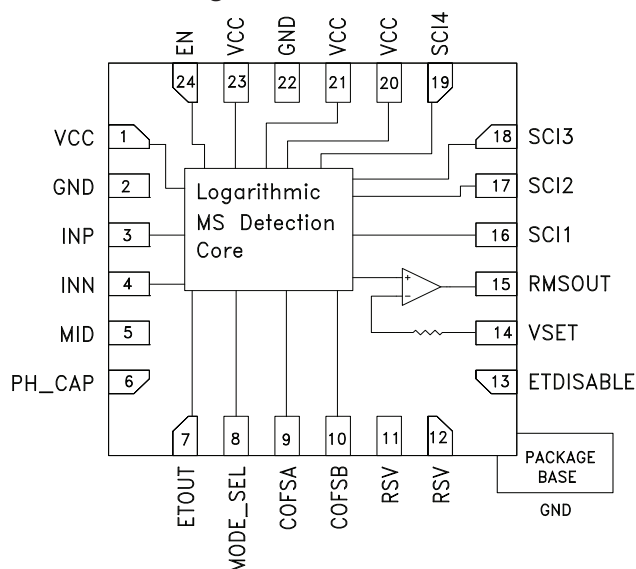 EN
VCC
GND
VCC
VCC
SCI4
24
23
22
21
20
19
VCC
1
GND
2
INP
3
INN
4
MID
5
PH_CAP
6
Logarithmic
MS Detection
Core
+
−
18
SCI3
17
SCI2
16
SCI1
15
RMSOUT
14
VSET
13
ETDISABLE
7
8
9
10
11
12
ETOUT
MODE_SEL
COFSA
COFSB
RSV
RSV
PACKAGE
BASE
GND